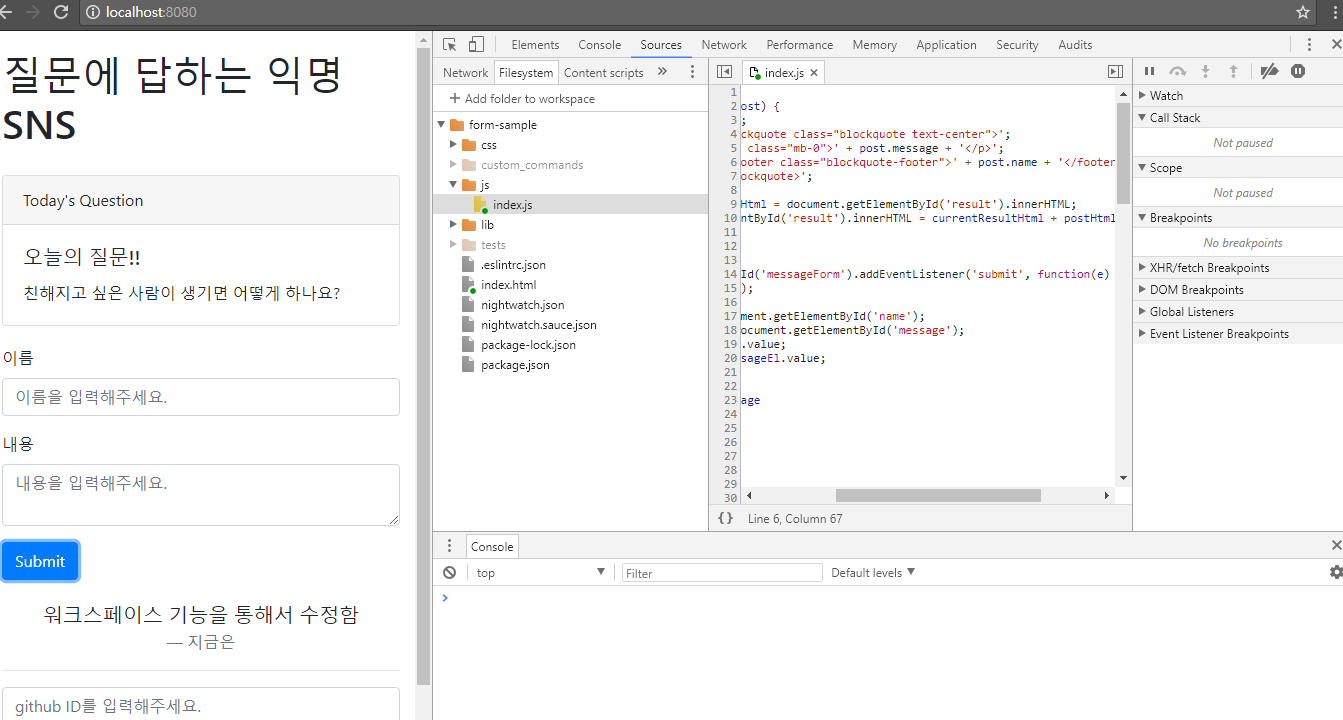 localhost:8080
질문에 답하는 익명
SNS
Today's Question
오늘의 질문!!
친해지고 싶은 사람이 생기면 어떻게 하나요?
이름
이름을 입력해주세요.
내용
내용을 입력해주세요.
Submit
워크스페이스 기능을 통해서 수정함
— 지금은
github ID를 입력해주세요.
Elements Console Sources Network Performance Memory Application Security Audits
Network Filesystem Content scripts »
+ Add folder to workspace
form-sample
css
custom_commands
js
index.js
lib
tests
.eslintrc.json
index.html
nightwatch.json
nightwatch.sauce.json
package-lock.json
package.json
index.js ×
1
2 ost) {
3 ;
4 ckquote class="blockquote text-center">';
5 class="mb-0">' + post.message + '</p>';
6 ooter class="blockquote-footer">' + post.name + '</footer
7 ockquote>';
8
9 Html = document.getElementById('result').innerHTML;
10 ntById('result').innerHTML = currentResultHtml + postHtml
11
12
13
14 Id('messageForm').addEventListener('submit', function(e)
15 );
16
17 ment.getElementById('name');
18 ocument.getElementById('message');
19 .value;
20 sageEl.value;
21
22
23 age
24
25
26
27
28
29
30
{} Line 6, Column 67
Watch
Call Stack
Not paused
Scope
Not paused
Breakpoints
No breakpoints
XHR/fetch Breakpoints
DOM Breakpoints
Global Listeners
Event Listener Breakpoints
Console
top Filter Default levels